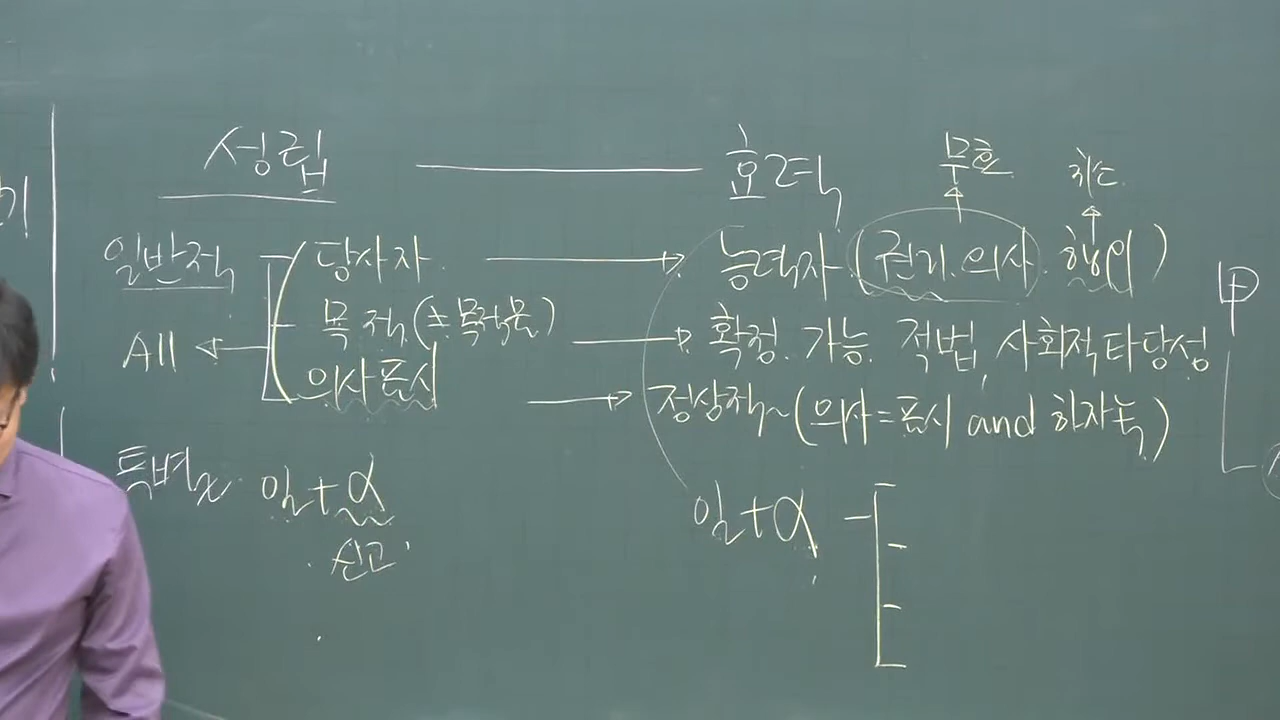 성립 효력 무효 취소
일반적 당사자 능력자 (권리. 의사. 행위)
All 목적 (≠목적물) 확정. 가능. 적법, 사회적타당성
의사표시 정상적~ (의사=표시 and 하자 not)
특별 일+α 일+α
신고